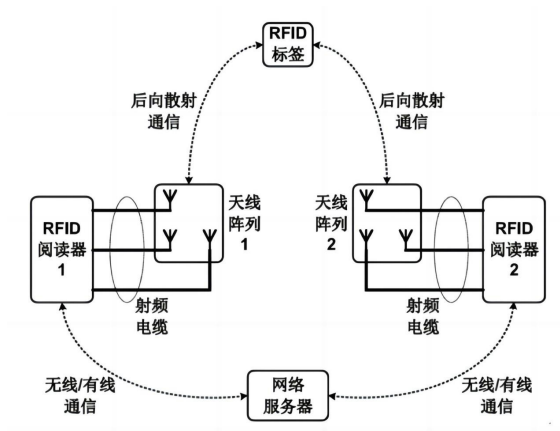 RFID
标签
后向散射
通信
后向散射
通信
天线
阵列
1
天线
阵列
2
RFID
阅读器
1
RFID
阅读器
2
射频
电缆
射频
电缆
无线/有线
通信
网络
服务器
无线/有线
通信